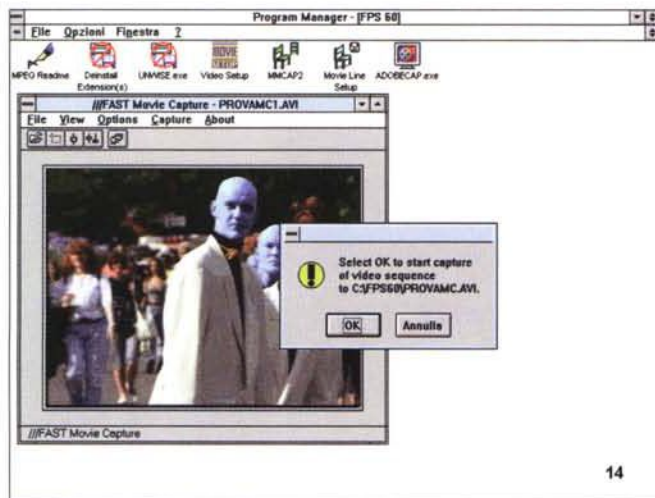 Program Manager - [FPS 60]
File Opzioni Finestra ?
MPEG Readme
Deinstall Extension(s)
UNWISE.exe
Video Setup
MMCAP2
Movie Line Setup
ADOBECAP.exe
///FAST Movie Capture - PROVAMC1.AVI
File View Options Capture About
Select OK to start capture
of video sequence
to C:\FPS60\PROVAMC.AVI.
OK Annulla
///FAST Movie Capture
14